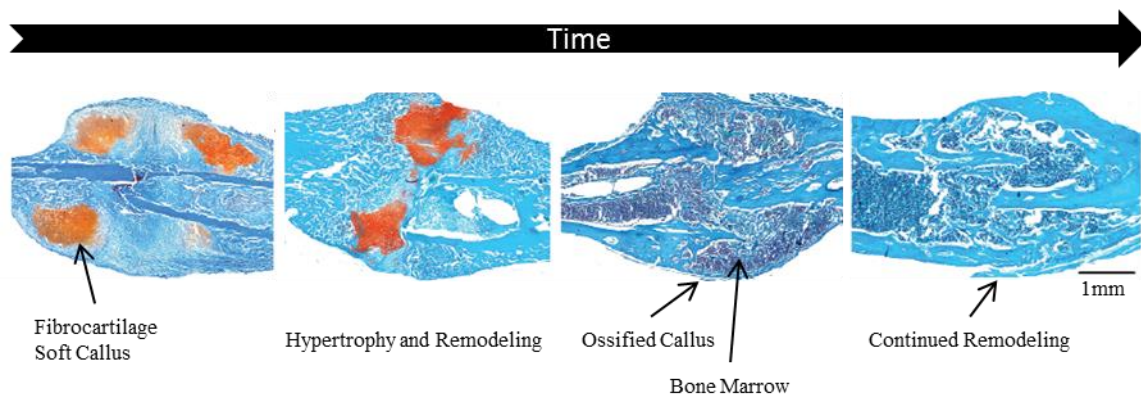 Time
1mm
Fibrocartilage
Soft Callus
Hypertrophy and Remodeling
Ossified Callus
Continued Remodeling
Bone Marrow